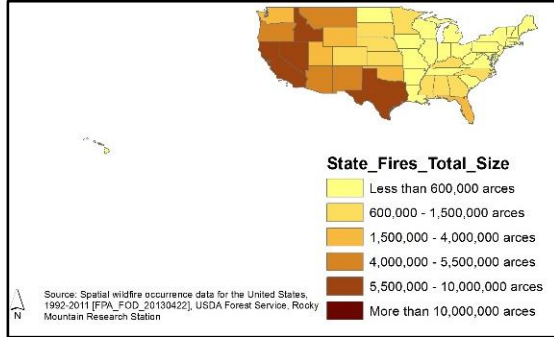 State_Fires_Total_Size
Less than 600,000 arces
600,000 - 1,500,000 arces
1,500,000 - 4,000,000 arces
4,000,000 - 5,500,000 arces
5,500,000 - 10,000,000 arces
More than 10,000,000 arces
N
Source: Spatial wildfire occurrence data for the United States,
1992-2011 [FPA_FOD_20130422], USDA Forest Service, Rocky
Mountain Research Station